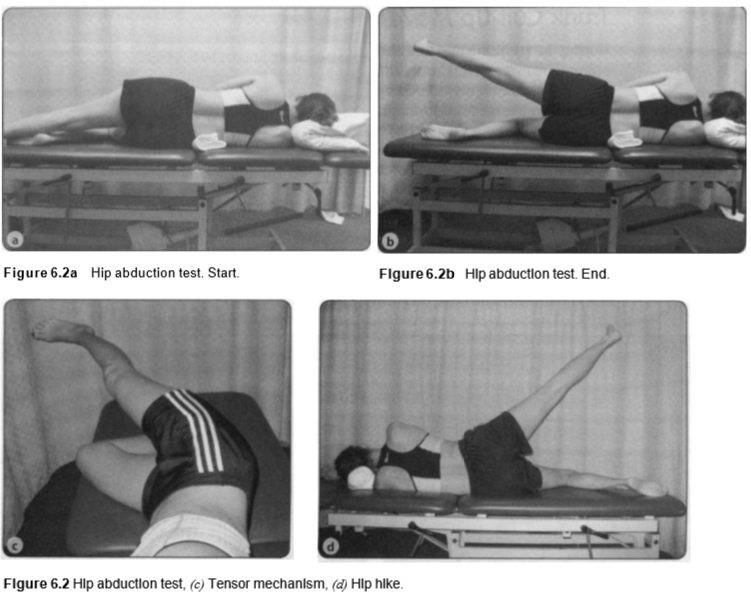 a
b
Figure 6.2a Hip abduction test. Start.
Figure 6.2b Hip abduction test. End.
c
d
Figure 6.2 Hip abduction test, (c) Tensor mechanism, (d) Hip hike.